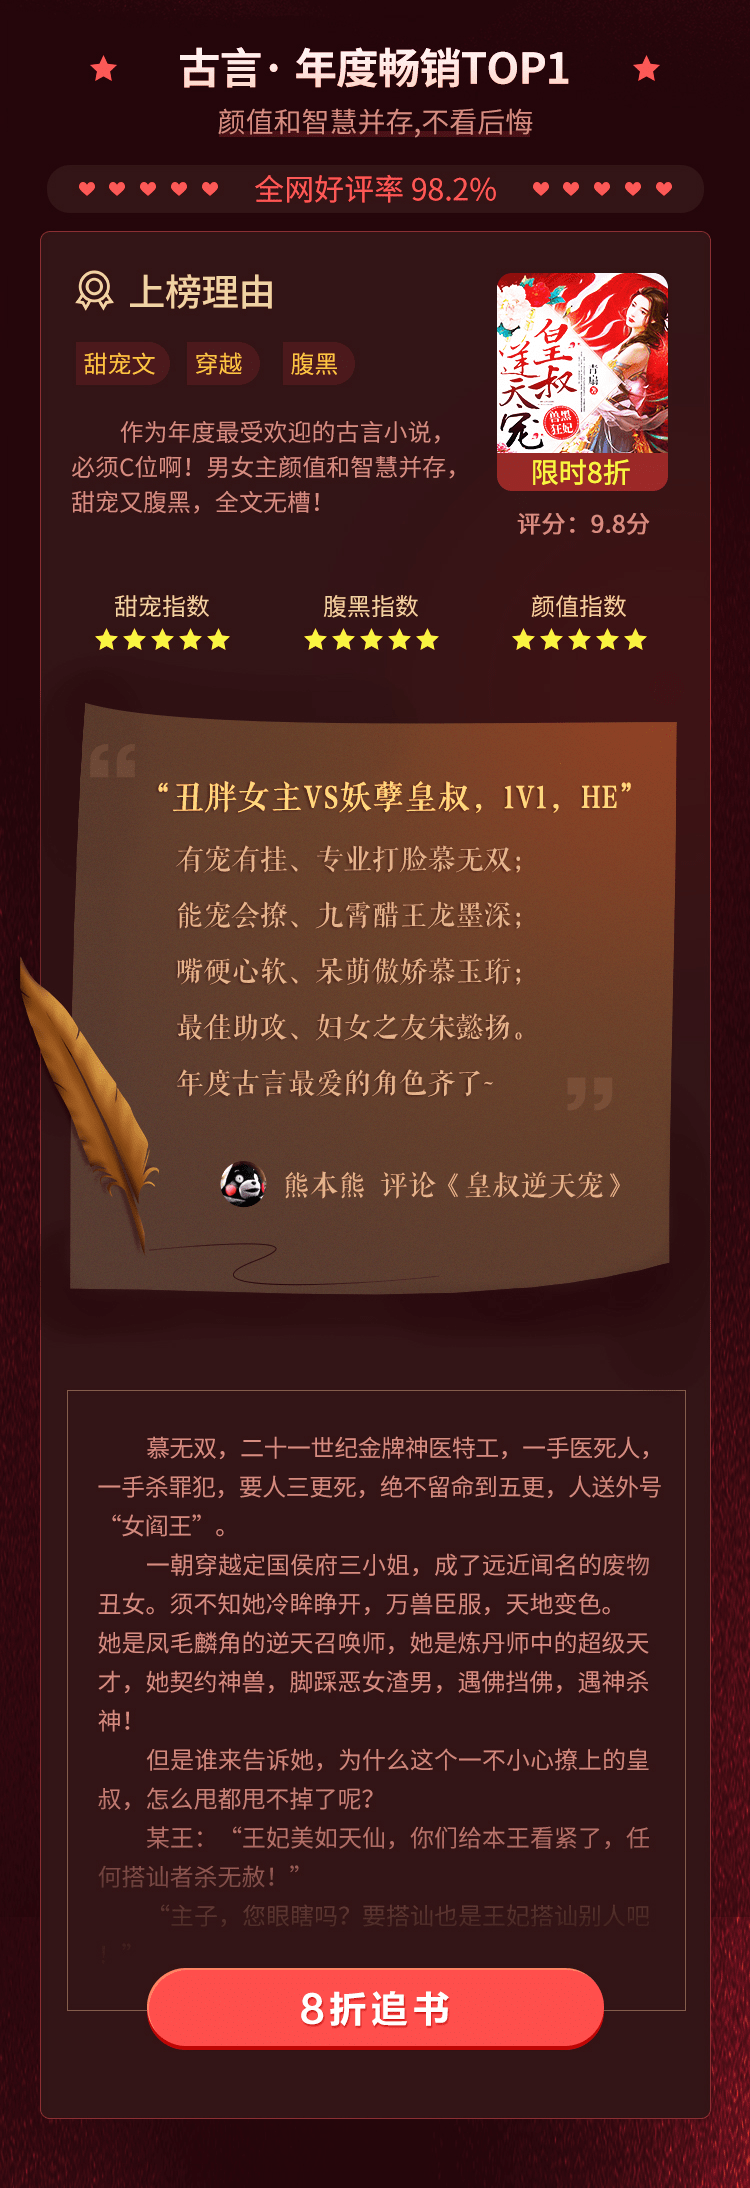 古言· 年度畅销TOP1
颜值和智慧并存,不看后悔
全网好评率 98.2%
上榜理由
甜宠文 穿越 腹黑
作为年度最受欢迎的古言小说，
必须C位啊！男女主颜值和智慧并存，
甜宠又腹黑，全文无槽！
皇叔
逆天宠
兽黑
狂妃
限时8折
评分：9.8分
甜宠指数 腹黑指数 颜值指数
“丑胖女主VS妖孽皇叔，1V1，HE”
有宠有挂、专业打脸慕无双；
能宠会撩、九霄醋王龙墨深；
嘴硬心软、呆萌傲娇慕玉珩；
最佳助攻、妇女之友宋懿扬。
年度古言最爱的角色齐了~
熊本熊 评论《皇叔逆天宠》
慕无双，二十一世纪金牌神医特工，一手医死人，
一手杀罪犯，要人三更死，绝不留命到五更，人送外号
“女阎王”。
一朝穿越定国侯府三小姐，成了远近闻名的废物
丑女。须不知她冷眸睁开，万兽臣服，天地变色。
她是凤毛麟角的逆天召唤师，她是炼丹师中的超级天
才，她契约神兽，脚踩恶女渣男，遇佛挡佛，遇神杀
神！
但是谁来告诉她，为什么这个一不小心撩上的皇
叔，怎么甩都甩不掉了呢？
某王：“王妃美如天仙，你们给本王看紧了，任
何搭讪者杀无赦！”
“主子，您眼瞎吗？要搭讪也是王妃搭讪别人吧
！”
8折追书